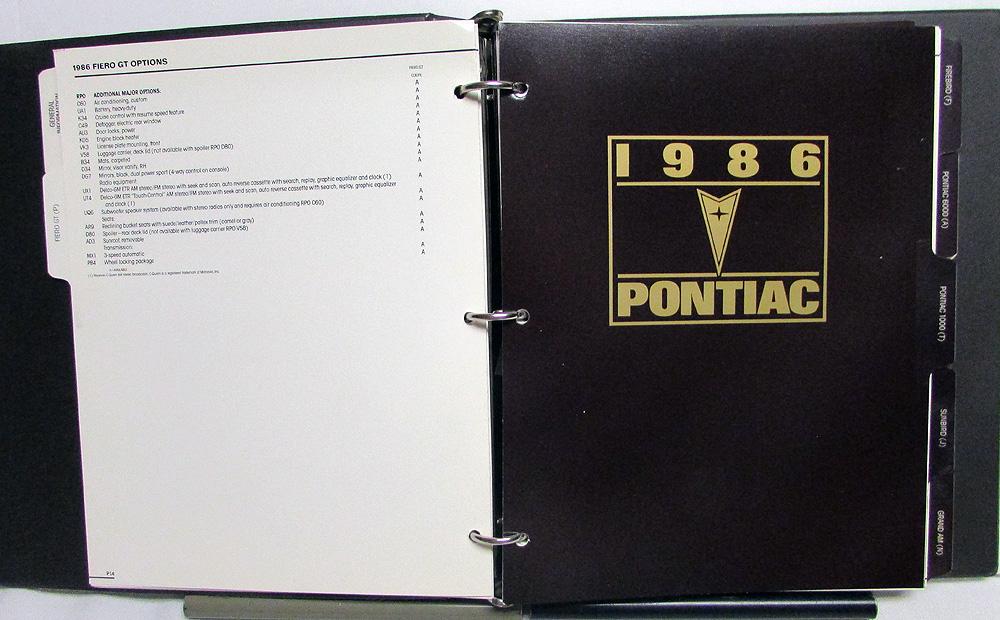 1986 FIERO GT OPTIONS
COUPE
RPO ADDITIONAL MAJOR OPTIONS:
C60 Air conditioning, custom A
UA1 Battery, heavy-duty A
K34 Cruise control with resume speed feature A
C49 Defogger, electric rear window A
AU3 Door locks, power A
K05 Engine block heater A
VK3 License plate mounting, front A
V58 Luggage carrier, deck lid (not available with spoiler RPO D80) A
B34 Mats, carpeted A
D34 Mirror, visor vanity, RH A
DG7 Mirrors, black, dual power sport (4-way control on console) A
Radio equipment:
UX1 Delco-GM ETR AM stereo/FM stereo with seek and scan, auto reverse cassette with search, replay, graphic equalizer and clock (1) A
UT4 Delco-GM ETR "Touch-Control" AM stereo/FM stereo with seek and scan, auto reverse cassette with search, replay, graphic equalizer
and clock (1) A
UQ6 Subwoofer speaker system (available with stereo radios only and requires air conditioning RPO C60) A
Seats:
AR9 Reclining bucket seats with suede/leather/pallex trim (camel or gray) A
D80 Spoiler—rear deck lid (not available with luggage carrier RPO V58) A
AD3 Sunroof, removable A
Transmission:
MX1 3-speed automatic A
PB4 Wheel locking package A
P14
GENERAL
FIERO GT (P)
1986
PONTIAC
FIREBIRD (F)
PONTIAC 6000 (A)
PONTIAC 1000 (T)
SUNBIRD (J)
GRAND AM (N)